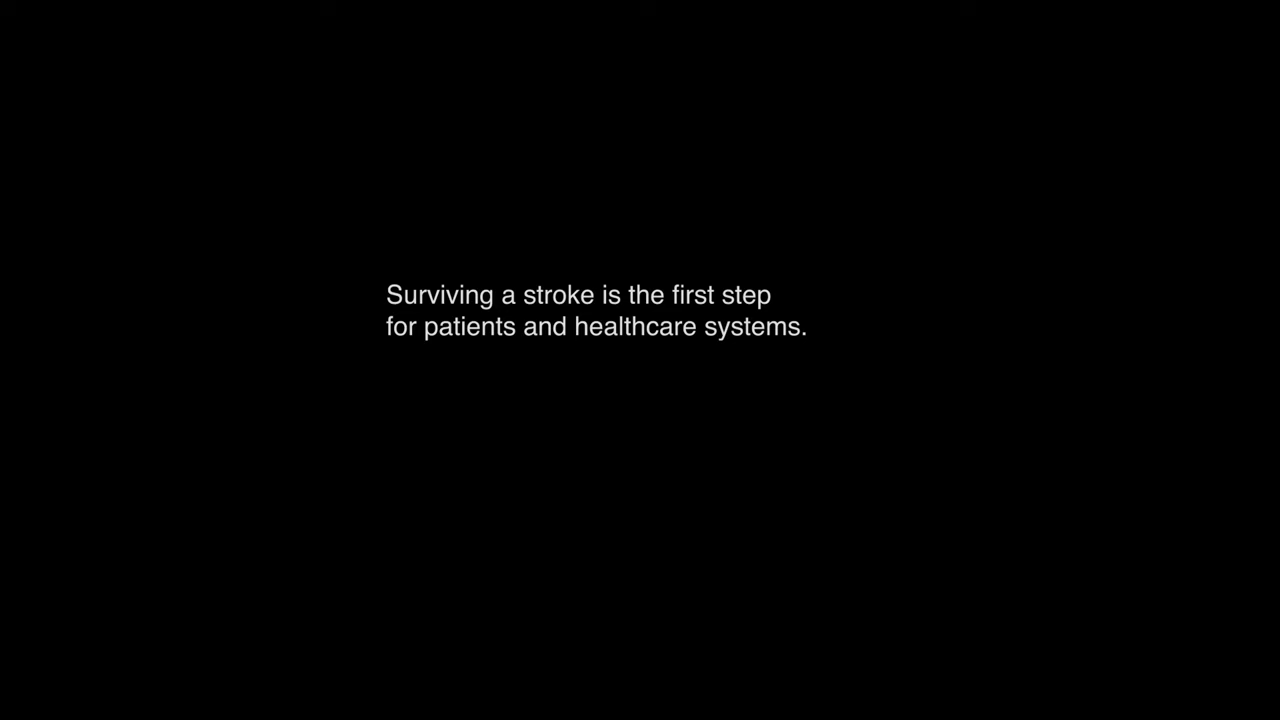 Surviving a stroke is the first step
for patients and healthcare systems.